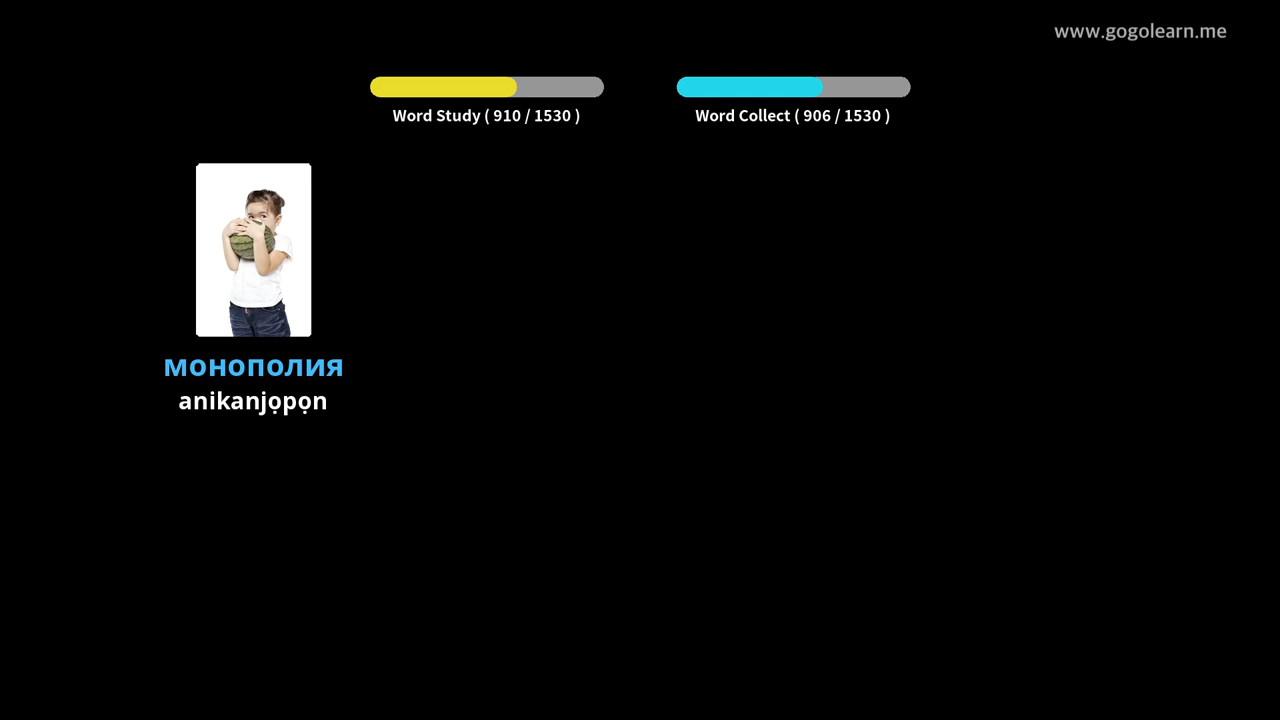 www.gogolearn.me
Word Study ( 910 / 1530 )
Word Collect ( 906 / 1530 )
монополия
anikanjọpọn